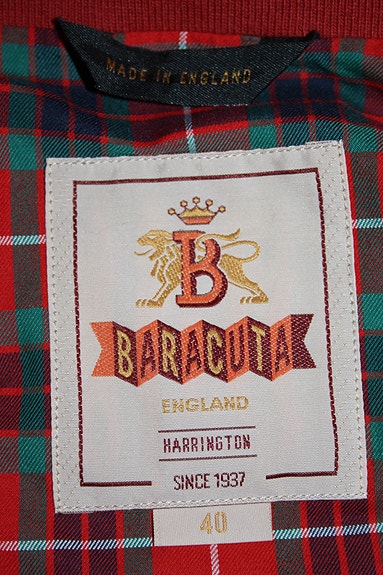 MADE IN ENGLAND
B
BARACUTA
ENGLAND
HARRINGTON
SINCE 1937
40